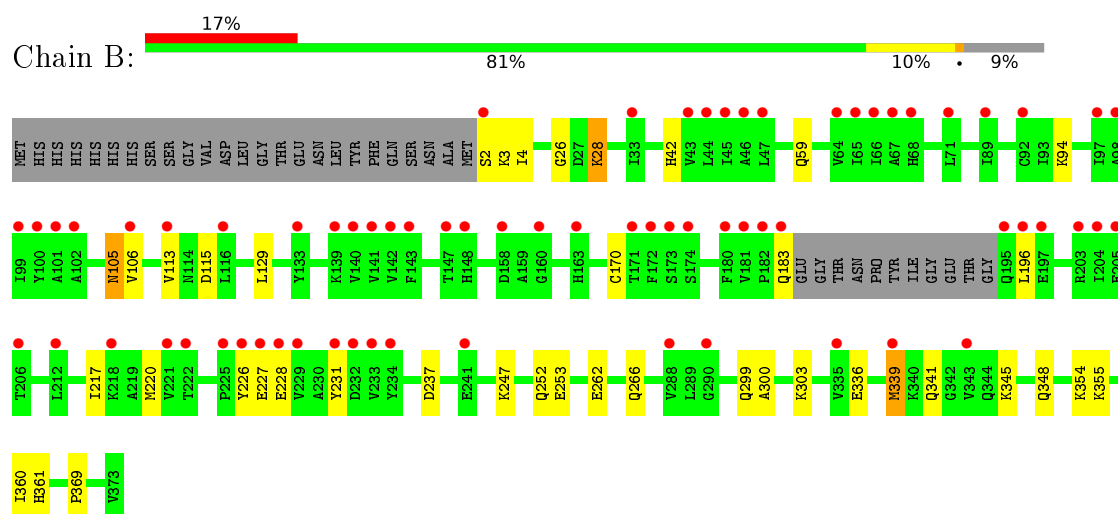 17%
Chain B:
81% 10% • 9%
MET HIS HIS HIS HIS HIS HIS SER SER GLY VAL ASP LEU GLY THR GLU ASN LEU TYR PHE GLN SER ASN ALA MET S2 K3 I4 G26 D27 K28 I33 H42 V43 L44 I45 A46 L47 Q59 V64 I65 I66 A67 H68 L71 I89 C92 I93 K94 I97 A98
I99 Y100 A101 A102 N105 V106 V113 N114 D115 L116 L129 Y133 K139 V140 V141 V142 F143 T147 H148 D158 A159 G160 H163 C170 T171 F172 S173 S174 F180 V181 P182 Q183 GLU GLY THR ASN PRO TYR ILE GLY GLU THR GLY Q195 L196 E197 R203 I204
T206 L212 I217 K218 A219 M220 V221 T222 P225 Y226 E227 E228 V229 A230 Y231 D232 V233 Y234 D237 E241 K247 Q252 E253 E262 Q266 V288 L289 G290 Q299 A300 K303 V335 E336 M339 K340 Q341 G342 V343 Q344 K345 Q348 K354 K355
I360 H361 P369 V373